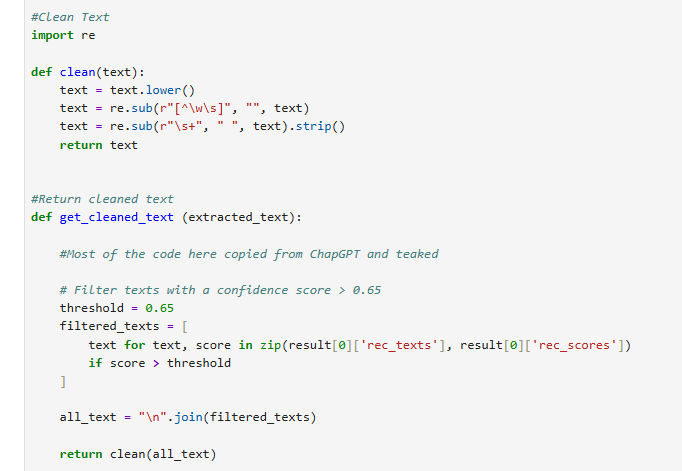 #Clean Text
import re
def clean(text):
    text = text.lower()
    text = re.sub(r"[^\w\s]", "", text)
    text = re.sub(r"\s+", " ", text).strip()
    return text
#Return cleaned text
def get_cleaned_text (extracted_text):
    #Most of the code here copied from ChapGPT and teaked
    # Filter texts with a confidence score > 0.65
    threshold = 0.65
    filtered_texts = [
        text for text, score in zip(result[0]['rec_texts'], result[0]['rec_scores'])
        if score > threshold
    ]
    all_text = "\n".join(filtered_texts)
    return clean(all_text)